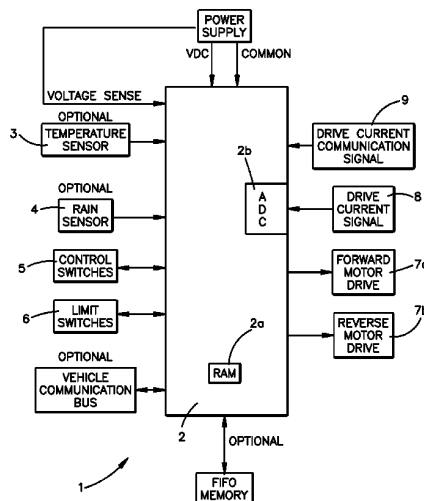 POWER
SUPPLY
VDC
COMMON
VOLTAGE SENSE
OPTIONAL
3
TEMPERATURE
SENSOR
9
DRIVE CURRENT
COMMUNICATION
SIGNAL
2b
A
D
C
OPTIONAL
4
RAIN
SENSOR
8
DRIVE
CURRENT
SIGNAL
5
CONTROL
SWITCHES
FORWARD
MOTOR
DRIVE
7a
6
LIMIT
SWITCHES
7b
REVERSE
MOTOR
DRIVE
OPTIONAL
VEHICLE
COMMUNICATION
BUS
2a
RAM
2
OPTIONAL
1
FIFO
MEMORY